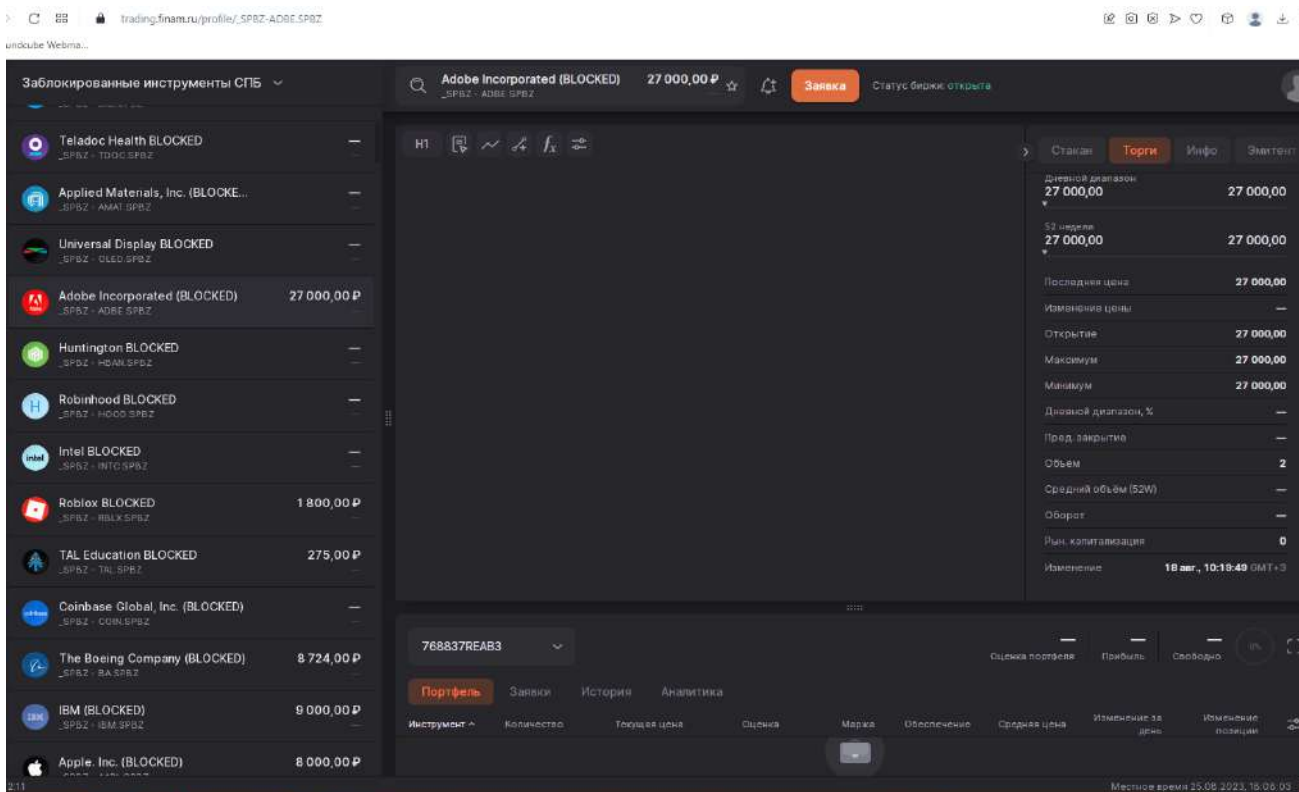 trading.finam.ru/profile/_SPBZ-ADBE.SPBZ
undcube Webma...
Заблокированные инструменты СПБ
Adobe Incorporated (BLOCKED) 27 000,00 ₽
_SPBZ - ADBE.SPBZ
Заявка
Статус биржи: открыта
Teladoc Health BLOCKED —
_SPBZ - TDOC.SPBZ
Applied Materials, Inc. (BLOCKE... —
_SPBZ - AMAT.SPBZ
Universal Display BLOCKED —
_SPBZ - OLED.SPBZ
Adobe Incorporated (BLOCKED) 27 000,00 ₽
_SPBZ - ADBE.SPBZ
Huntington BLOCKED —
_SPBZ - HBAN.SPBZ
Robinhood BLOCKED —
_SPBZ - HOOD.SPBZ
Intel BLOCKED —
_SPBZ - INTC.SPBZ
Roblox BLOCKED 1 800,00 ₽
_SPBZ - RBLX.SPBZ
TAL Education BLOCKED 275,00 ₽
_SPBZ - TAL.SPBZ
Coinbase Global, Inc. (BLOCKED) —
_SPBZ - COIN.SPBZ
The Boeing Company (BLOCKED) 8 724,00 ₽
_SPBZ - BA.SPBZ
IBM (BLOCKED) 9 000,00 ₽
_SPBZ - IBM.SPBZ
Apple. Inc. (BLOCKED) 8 000,00 ₽
H1
Стакан Торги Инфо Эмитент
Дневной диапазон
27 000,00 27 000,00
52 недели
27 000,00 27 000,00
Последняя цена 27 000,00
Изменение цены —
Открытие 27 000,00
Максимум 27 000,00
Минимум 27 000,00
Дневной диапазон, % —
Пред. закрытие —
Объем 2
Средний объём (52W) —
Оборот —
Рын. капитализация 0
Изменение 18 авг., 10:19:49 GMT+3
768837REAB3
Оценка портфеля Прибыль Свободно 0%
Портфель Заявки История Аналитика
Инструмент Количество Текущая цена Оценка Маржа Обеспечение Средняя цена Изменение за день Изменение позиции
2:11
Местное время 25.08.2023, 16:06:03